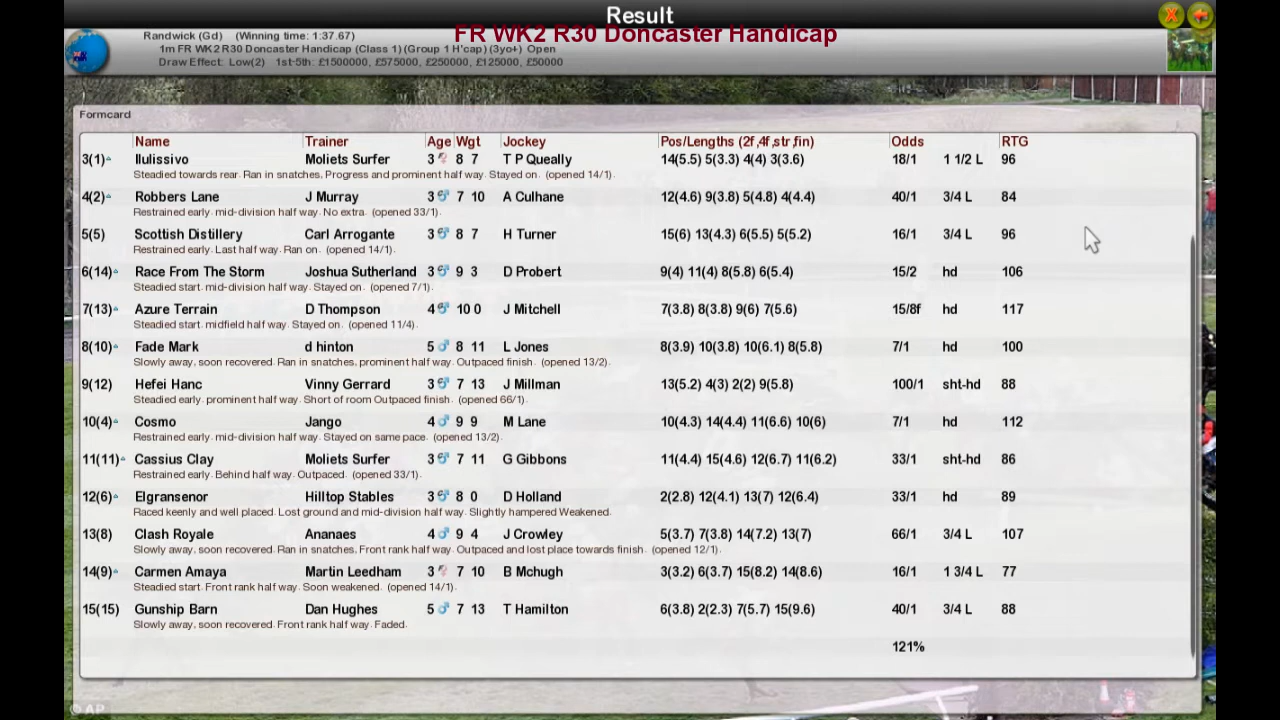 Result
FR WK2 R30 Doncaster Handicap
Randwick (Gd) (Winning time: 1:37.67)
1m FR WK2 R30 Doncaster Handicap (Class 1) (Group 1 H'cap) (3yo+) Open
Draw Effect: Low(2) 1st-5th: £1500000, £575000, £250000, £125000, £50000
Formcard
Name Trainer Age Wgt Jockey Pos/Lengths (2f,4f,str,fin) Odds RTG
3(1) Ilulissivo Moliets Surfer 3 8 7 T P Queally 14(5.5) 5(3.3) 4(4) 3(3.6) 18/1 1 1/2 L 96
Steadied towards rear. Ran in snatches, Progress and prominent half way. Stayed on. (opened 14/1).
4(2) Robbers Lane J Murray 3 7 10 A Culhane 12(4.6) 9(3.8) 5(4.8) 4(4.4) 40/1 3/4 L 84
Restrained early. mid-division half way. No extra. (opened 33/1).
5(5) Scottish Distillery Carl Arrogante 3 8 7 H Turner 15(6) 13(4.3) 6(5.5) 5(5.2) 16/1 3/4 L 96
Restrained early. Last half way. Ran on. (opened 14/1).
6(14) Race From The Storm Joshua Sutherland 3 9 3 D Probert 9(4) 11(4) 8(5.8) 6(5.4) 15/2 hd 106
Steadied start. mid-division half way. Stayed on. (opened 7/1).
7(13) Azure Terrain D Thompson 4 10 0 J Mitchell 7(3.8) 8(3.8) 9(6) 7(5.6) 15/8f hd 117
Steadied start. midfield half way. Stayed on. (opened 11/4).
8(10) Fade Mark d hinton 5 8 11 L Jones 8(3.9) 10(3.8) 10(6.1) 8(5.8) 7/1 hd 100
Slowly away, soon recovered. Ran in snatches, prominent half way. Outpaced finish. (opened 13/2).
9(12) Hefei Hanc Vinny Gerrard 3 7 13 J Millman 13(5.2) 4(3) 2(2) 9(5.8) 100/1 sht-hd 88
Steadied early. prominent half way. Short of room Outpaced finish. (opened 66/1).
10(4) Cosmo Jango 4 9 9 M Lane 10(4.3) 14(4.4) 11(6.6) 10(6) 7/1 hd 112
Restrained early. mid-division half way. Stayed on same pace. (opened 13/2).
11(11) Cassius Clay Moliets Surfer 3 7 11 G Gibbons 11(4.4) 15(4.6) 12(6.7) 11(6.2) 33/1 sht-hd 86
Restrained early. Behind half way. Outpaced. (opened 33/1).
12(6) Elgransenor Hilltop Stables 3 8 0 D Holland 2(2.8) 12(4.1) 13(7) 12(6.4) 33/1 hd 89
Raced keenly and well placed. Lost ground and mid-division half way. Slightly hampered Weakened.
13(8) Clash Royale Ananaes 4 9 4 J Crowley 5(3.7) 7(3.8) 14(7.2) 13(7) 66/1 3/4 L 107
Slowly away, soon recovered. Ran in snatches, Front rank half way. Outpaced and lost place towards finish. (opened 12/1).
14(9) Carmen Amaya Martin Leedham 3 7 10 B Mchugh 3(3.2) 6(3.7) 15(8.2) 14(8.6) 16/1 1 3/4 L 77
Steadied start. Front rank half way. Soon weakened. (opened 14/1).
15(15) Gunship Barn Dan Hughes 5 7 13 T Hamilton 6(3.8) 2(2.3) 7(5.7) 15(9.6) 40/1 3/4 L 88
Slowly away, soon recovered. Front rank half way. Faded.
121%
© AP